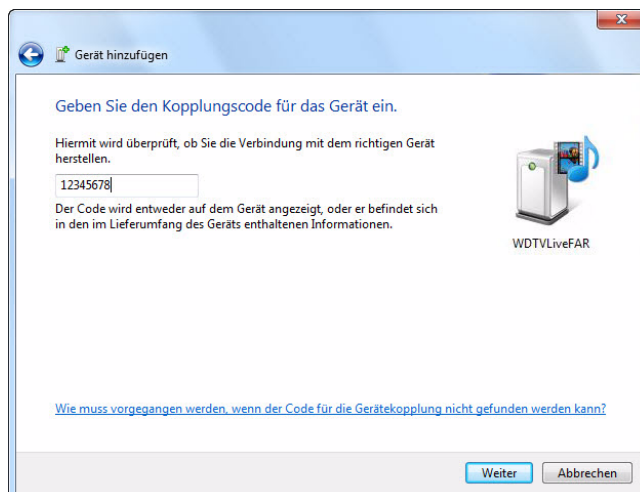 Gerät hinzufügen
Geben Sie den Kopplungscode für das Gerät ein.
Hiermit wird überprüft, ob Sie die Verbindung mit dem richtigen Gerät
herstellen.
12345678
Der Code wird entweder auf dem Gerät angezeigt, oder er befindet sich
in den im Lieferumfang des Geräts enthaltenen Informationen.
WDTVLiveFAR
Wie muss vorgegangen werden, wenn der Code für die Gerätekopplung nicht gefunden werden kann?
Weiter Abbrechen